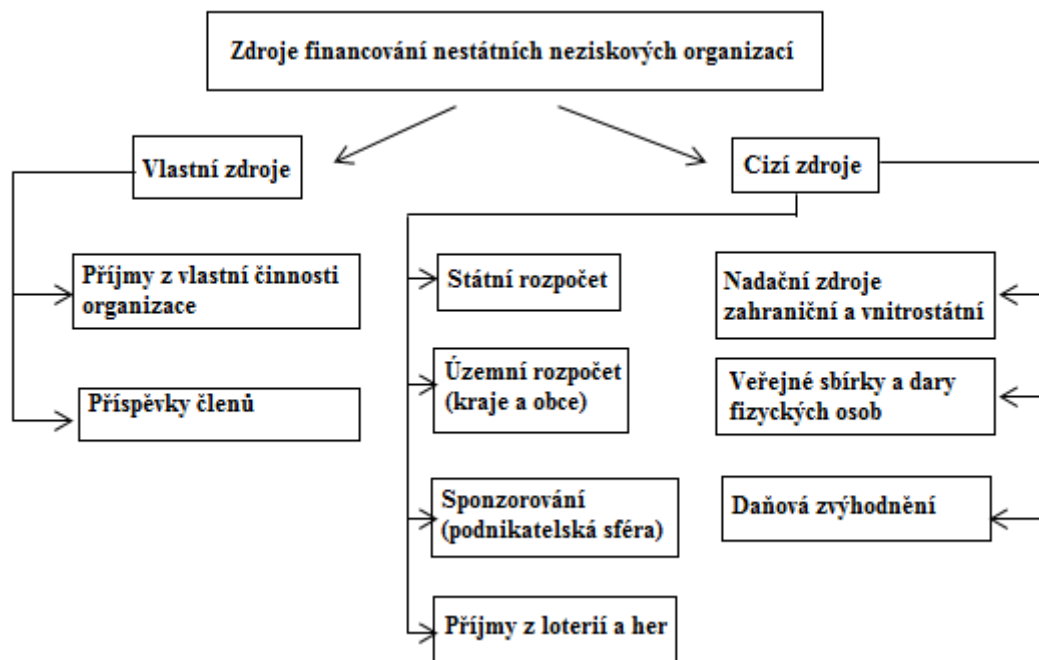 Zdroje financování nestátních neziskových organizací
Vlastní zdroje
Cizí zdroje
Příjmy z vlastní činnosti
organizace
Příspěvky členů
Státní rozpočet
Územní rozpočet
(kraje a obce)
Sponzorování
(podnikatelská sféra)
Příjmy z loterií a her
Nadační zdroje
zahraniční a vnitrostátní
Veřejné sbírky a dary
fizyckých osob
Daňová zvýhodnění